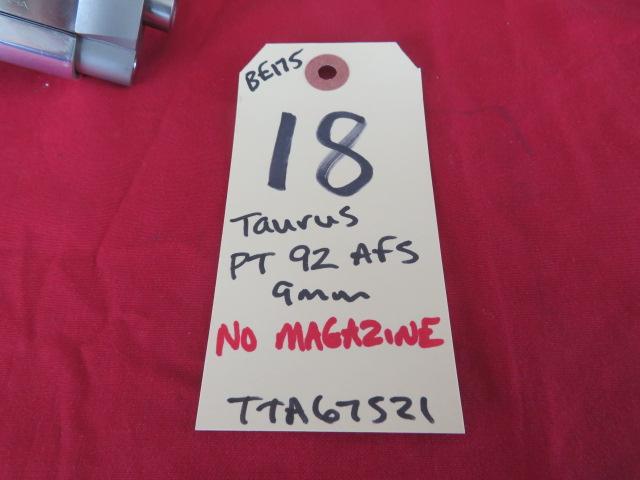 BE175
18
Taurus
PT 92 AFS
9mm
NO MAGAZINE
TTA67521